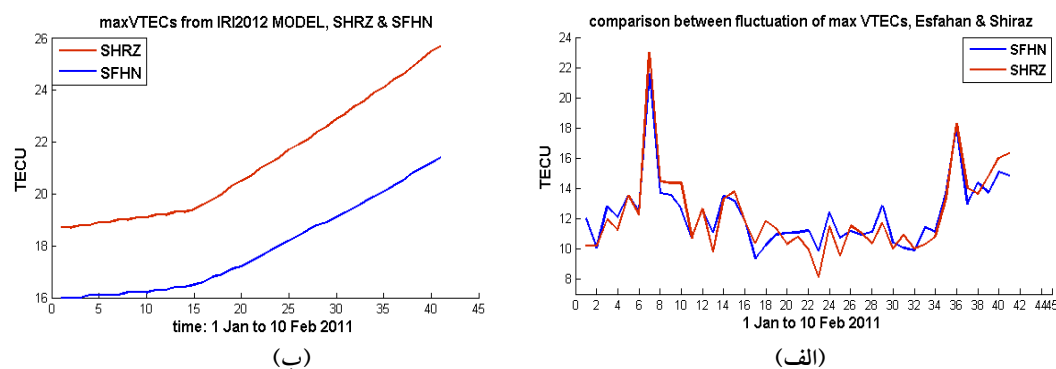 maxVTECs from IRI2012 MODEL, SHRZ & SFHN
SHRZ
SFHN
TECU
26
24
22
20
18
16
0 5 10 15 20 25 30 35 40 45
time: 1 Jan to 10 Feb 2011
(ب)
comparison between fluctuation of max VTECs, Esfahan & Shiraz
SFHN
SHRZ
TECU
24
22
20
18
16
14
12
10
8
0 2 4 6 8 10 12 14 16 18 20 22 24 26 28 30 32 34 36 38 40 42 4445
1 Jan to 10 Feb 2011
(الف)